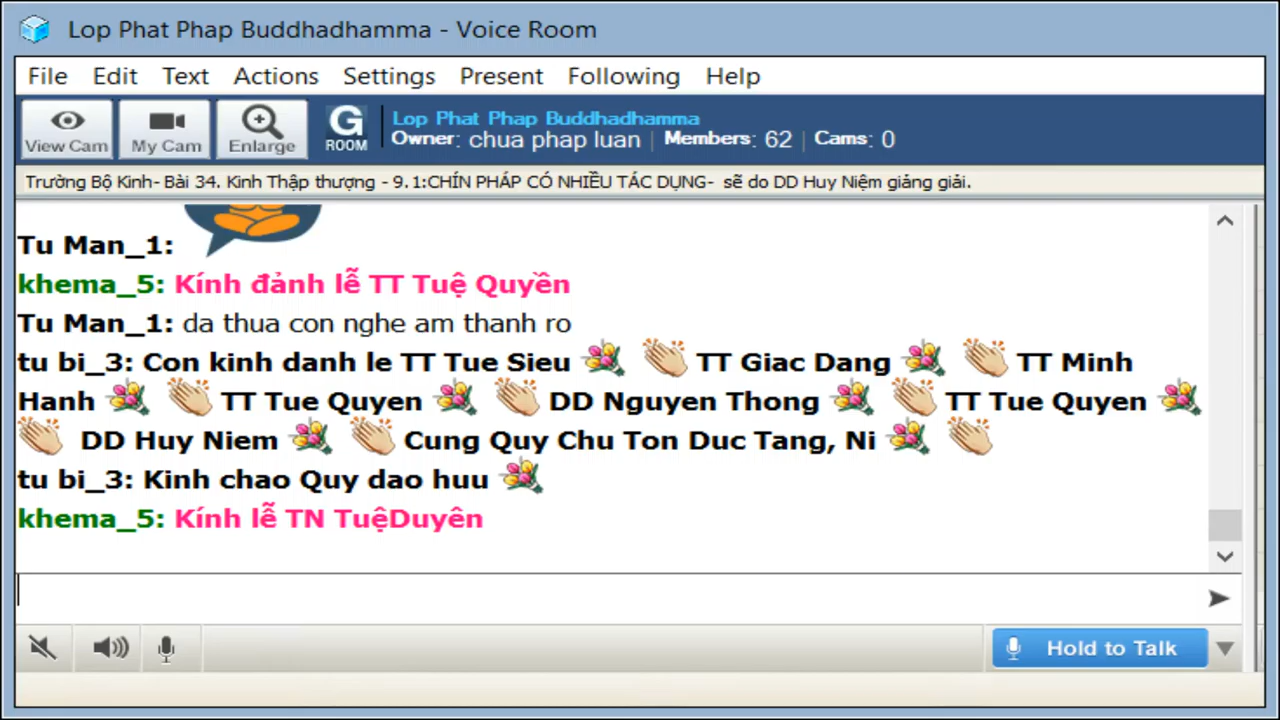 Lop Phat Phap Buddhadhamma - Voice Room
File Edit Text Actions Settings Present Following Help
View Cam My Cam Enlarge G ROOM
Lop Phat Phap Buddhadhamma
Owner: chua phap luan | Members: 62 | Cams: 0
Trường Bộ Kinh- Bài 34. Kinh Thập thượng - 9.1:CHÍN PHÁP CÓ NHIỀU TÁC DỤNG- sẽ do DD Huy Niệm giảng giải.
Tu Man_1:
khema_5: Kính đảnh lễ TT Tuệ Quyền
Tu Man_1: da thua con nghe am thanh ro
tu bi_3: Con kinh danh le TT Tue Sieu TT Giac Dang TT Minh
Hanh TT Tue Quyen DD Nguyen Thong TT Tue Quyen
DD Huy Niem Cung Quy Chu Ton Duc Tang, Ni
tu bi_3: Kinh chao Quy dao huu
khema_5: Kính lễ TN TuệDuyên
Hold to Talk